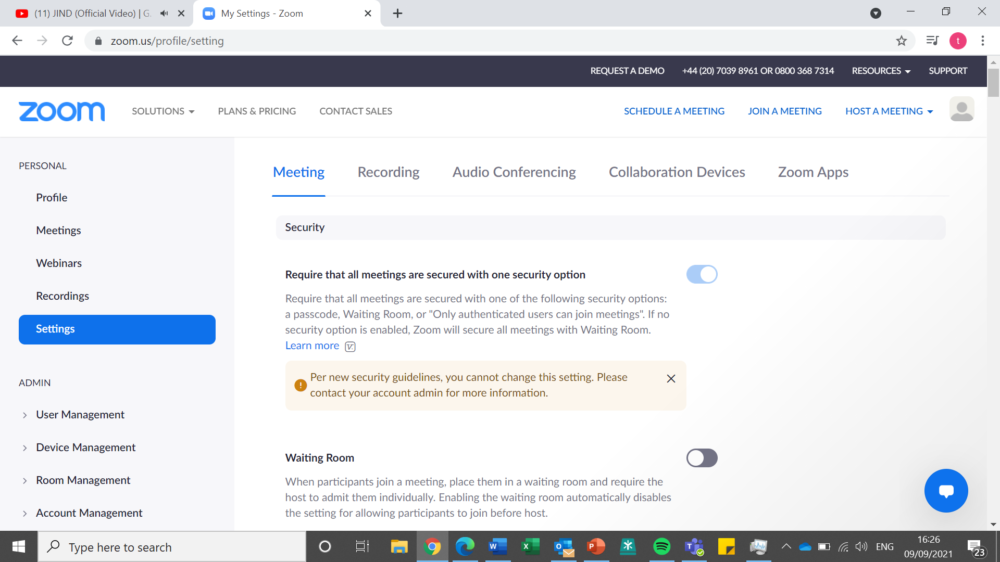 (11) JIND (Official Video) | G.
My Settings - Zoom
t
zoom.us/profile/setting
REQUEST A DEMO
+44 (20) 7039 8961 OR 0800 368 7314
RESOURCES
SUPPORT
zoom
SOLUTIONS
PLANS & PRICING
CONTACT SALES
SCHEDULE A MEETING
JOIN A MEETING
HOST A MEETING
PERSONAL
Profile
Meetings
Webinars
Recordings
Settings
ADMIN
User Management
Device Management
Room Management
Account Management
Meeting
Recording
Audio Conferencing
Collaboration Devices
Zoom Apps
Security
Require that all meetings are secured with one security option
Require that all meetings are secured with one of the following security options:
a passcode, Waiting Room, or "Only authenticated users can join meetings". If no
security option is enabled, Zoom will secure all meetings with Waiting Room.
Learn more
Per new security guidelines, you cannot change this setting. Please
contact your account admin for more information.
Waiting Room
When participants join a meeting, place them in a waiting room and require the
host to admit them individually. Enabling the waiting room automatically disables
the setting for allowing participants to join before host.
Type here to search
ENG
16:26
09/09/2021
23